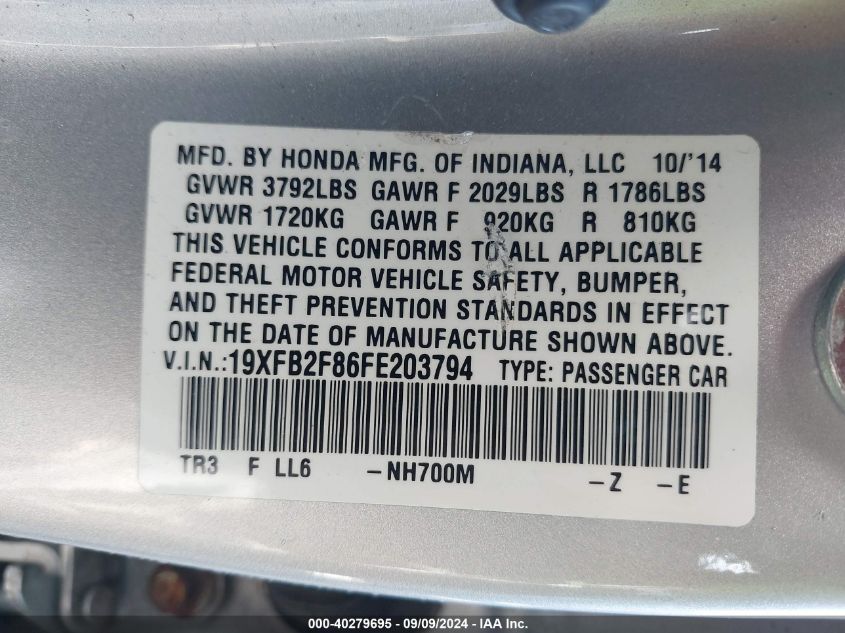 MFD. BY HONDA MFG. OF INDIANA, LLC 10/'14
GVWR 3792LBS GAWR F 2029LBS R 1786LBS
GVWR 1720KG GAWR F 920KG R 810KG
THIS VEHICLE CONFORMS TO ALL APPLICABLE
FEDERAL MOTOR VEHICLE SAFETY, BUMPER,
AND THEFT PREVENTION STANDARDS IN EFFECT
ON THE DATE OF MANUFACTURE SHOWN ABOVE.
V.I.N.:19XFB2F86FE203794 TYPE: PASSENGER CAR
TR3 F LL6 -NH700M -Z -E
000-40279695 - 09/09/2024 - IAA Inc.